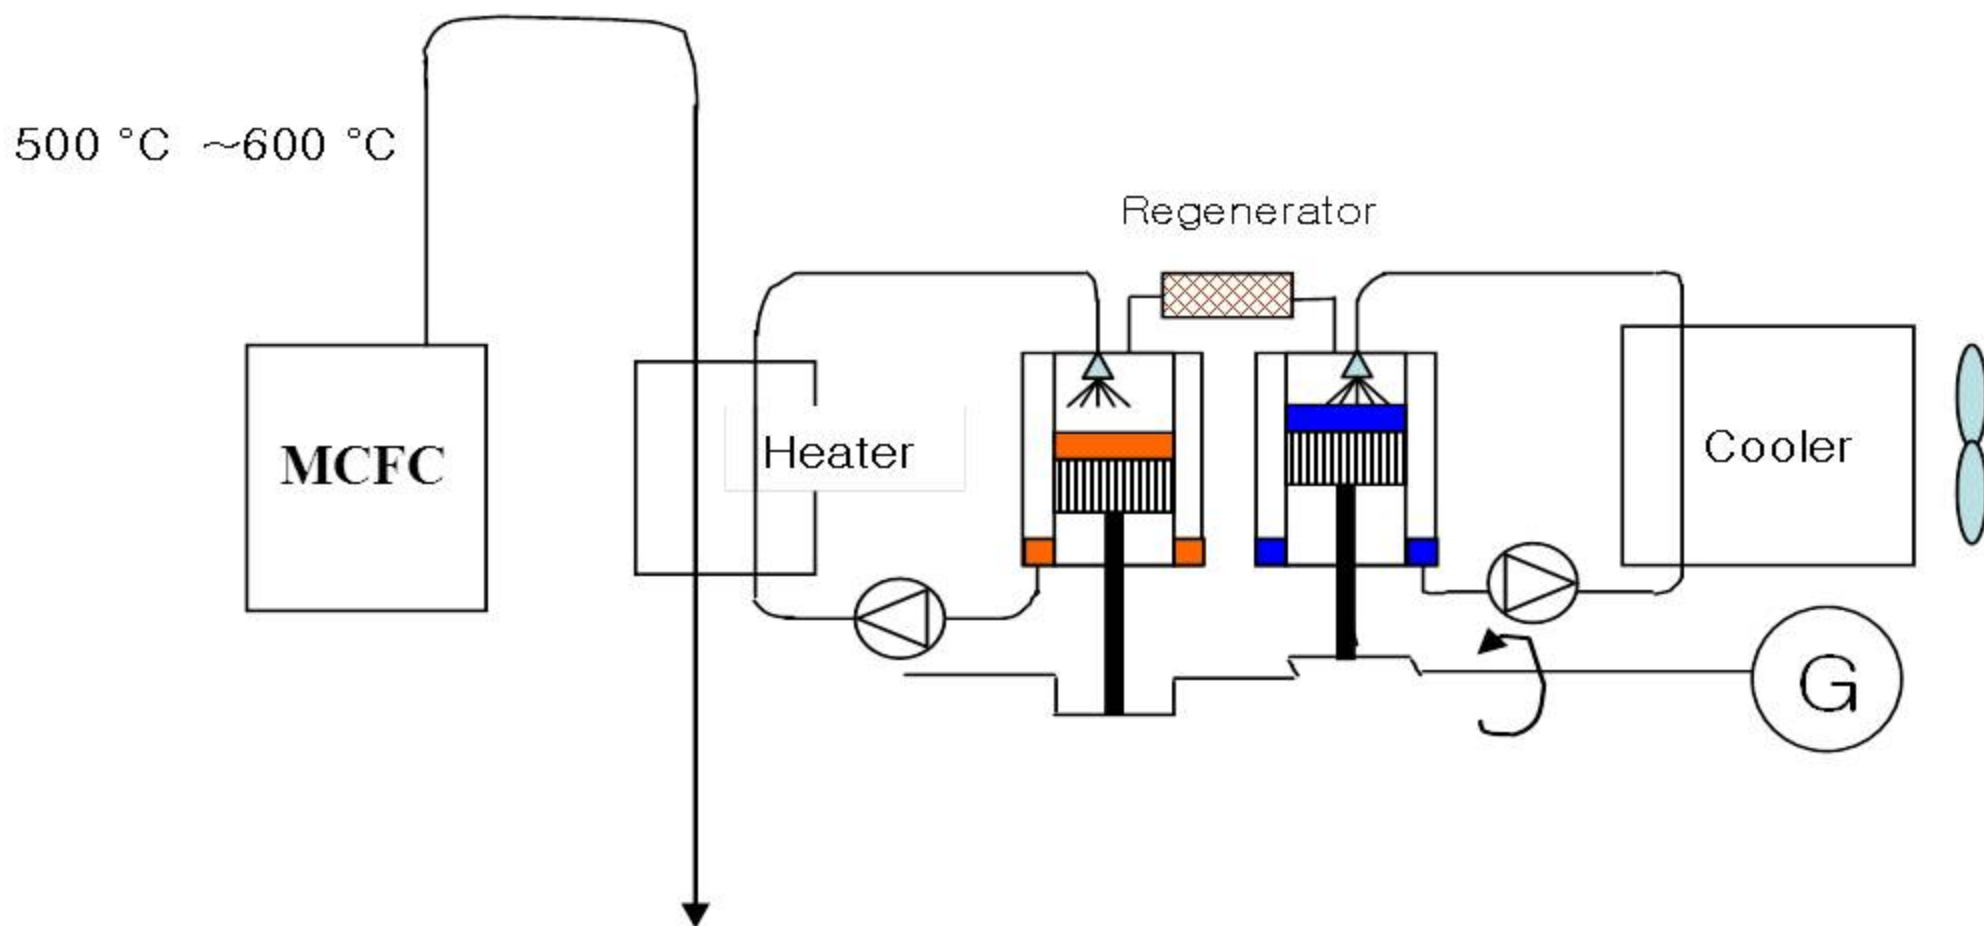 500 °C ~600 °C
Regenerator
MCFC
Heater
Cooler
G